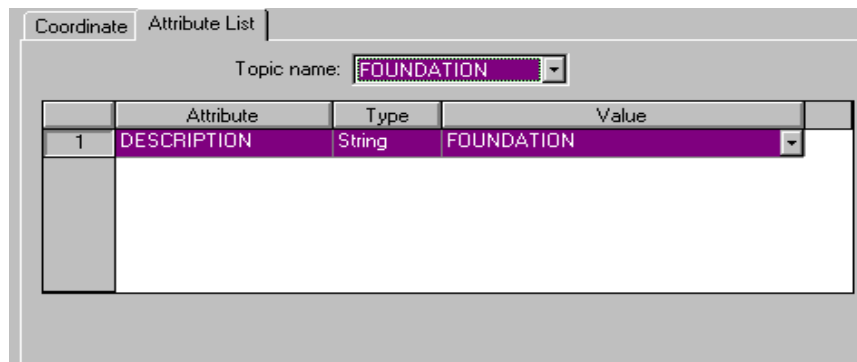 Coordinate Attribute List
Topic name: FOUNDATION
Attribute Type Value
1 DESCRIPTION String FOUNDATION